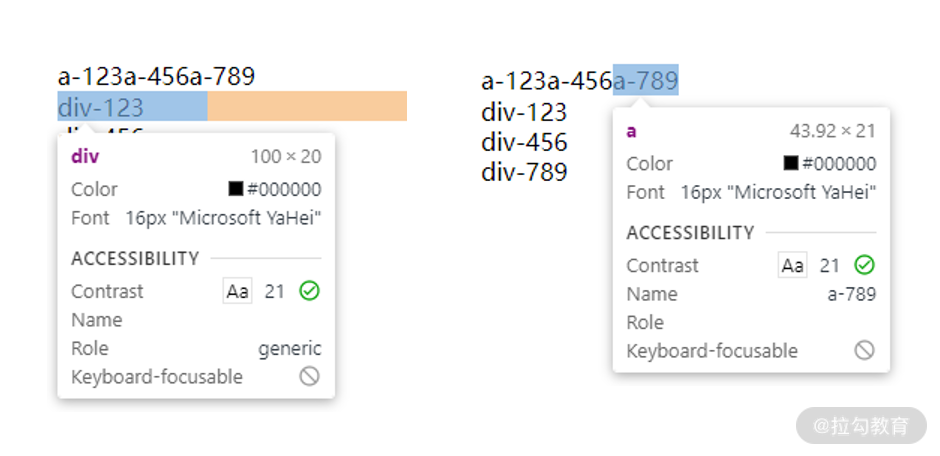 a-123a-456a-789
div-123
div-456
div 100 × 20
Color #000000
Font 16px "Microsoft YaHei"
ACCESSIBILITY
Contrast Aa 21
Name
Role generic
Keyboard-focusable
a-123a-456a-789
div-123
div-456
div-789
a 43.92 × 21
Color #000000
Font 16px "Microsoft YaHei"
ACCESSIBILITY
Contrast Aa 21
Name a-789
Role
Keyboard-focusable
@拉勾教育